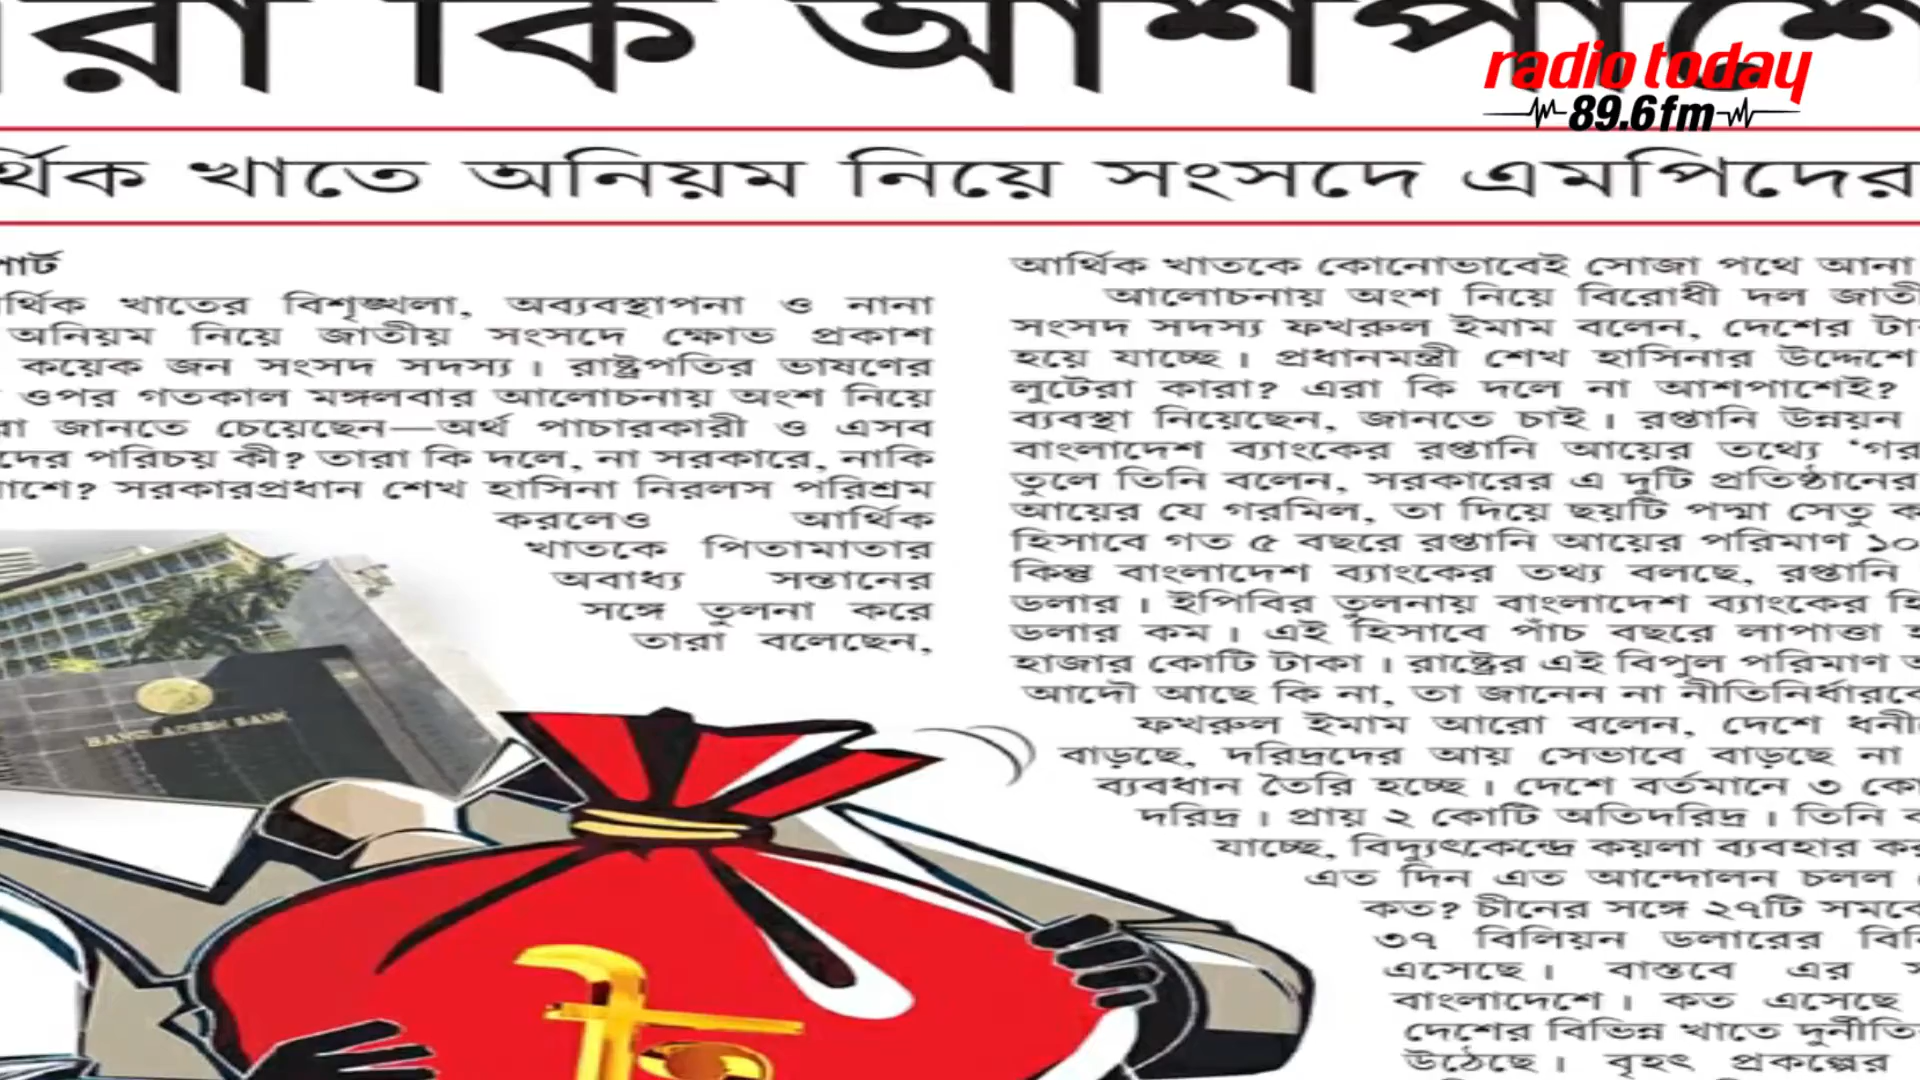 রা কি আশপাশে
radio today
89.6fm
র্থিক খাতে অনিয়ম নিয়ে সংসদে এমপিদের
পোর্ট
র্থিক খাতের বিশৃঙ্খলা, অব্যবস্থাপনা ও নানা
অনিয়ম নিয়ে জাতীয় সংসদে ক্ষোভ প্রকাশ
কয়েক জন সংসদ সদস্য। রাষ্ট্রপতির ভাষণের
ওপর গতকাল মঙ্গলবার আলোচনায় অংশ নিয়ে
রা জানতে চেয়েছেন—অর্থ পাচারকারী ও এসব
দের পরিচয় কী? তারা কি দলে, না সরকারে, নাকি
পাশে? সরকারপ্রধান শেখ হাসিনা নিরলস পরিশ্রম
করলেও আর্থিক
খাতকে পিতামাতার
অবাধ্য সন্তানের
সঙ্গে তুলনা করে
তারা বলেছেন,
BANGLADESH BANK
আর্থিক খাতকে কোনোভাবেই সোজা পথে আনা
আলোচনায় অংশ নিয়ে বিরোধী দল জাতী
সংসদ সদস্য ফখরুল ইমাম বলেন, দেশের টা
হয়ে যাচ্ছে। প্রধানমন্ত্রী শেখ হাসিনার উদ্দেশে
লুটেরা কারা? এরা কি দলে না আশপাশেই?
ব্যবস্থা নিয়েছেন, জানতে চাই। রপ্তানি উন্নয়ন
বাংলাদেশ ব্যাংকের রপ্তানি আয়ের তথ্যে ‘গর
তুলে তিনি বলেন, সরকারের এ দুটি প্রতিষ্ঠানের
আয়ের যে গরমিল, তা দিয়ে ছয়টি পদ্মা সেতু ক
হিসাবে গত ৫ বছরে রপ্তানি আয়ের পরিমাণ ১০
কিন্তু বাংলাদেশ ব্যাংকের তথ্য বলছে, রপ্তানি
ডলার। ইপিবির তুলনায় বাংলাদেশ ব্যাংকের হি
ডলার কম। এই হিসাবে পাঁচ বছরে লাপাত্তা
হাজার কোটি টাকা। রাষ্ট্রের এই বিপুল পরিমাণ
আদৌ আছে কি না, তা জানেন না নীতিনির্ধারকে
ফখরুল ইমাম আরো বলেন, দেশে ধনী
বাড়ছে, দরিদ্রদের আয় সেভাবে বাড়ছে না
ব্যবধান তৈরি হচ্ছে। দেশে বর্তমানে ৩ কো
দরিদ্র। প্রায় ২ কোটি অতিদরিদ্র। তিনি ব
যাচ্ছে, বিদ্যুৎকেন্দ্রে কয়লা ব্যবহার কর
এত দিন এত আন্দোলন চলল
কত? চীনের সঙ্গে ২৭টি সমঝো
৩৭ বিলিয়ন ডলারের বি
এসেছে। বাস্তবে এর
বাংলাদেশে। কত এসেছে
দেশের বিভিন্ন খাতে দুর্নীতি
উঠেছে। বৃহৎ প্রকল্পের